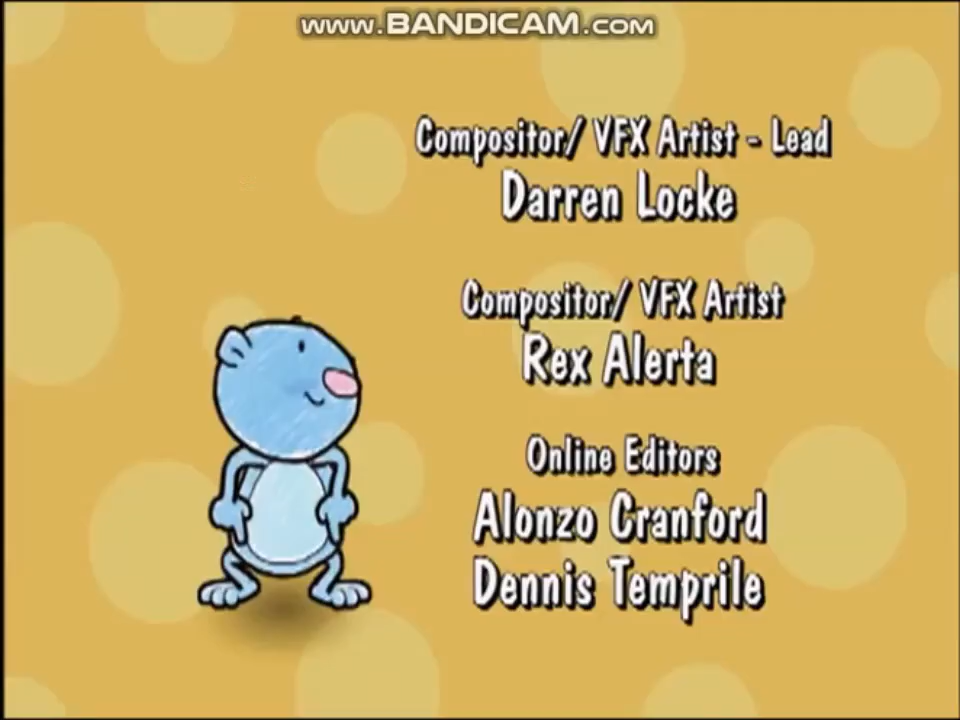 www.BANDICAM.com
Compositor/ VFX Artist - Lead
Darren Locke
Compositor/ VFX Artist
Rex Alerta
Online Editors
Alonzo Cranford
Dennis Temprile